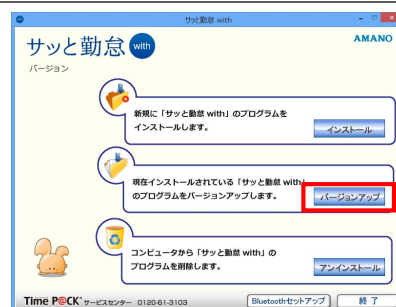 サッと勤怠 with
サッと勤怠 with
AMANO
バージョン
新規に「サッと勤怠 with」のプログラムを
インストールします。
インストール
現在インストールされている「サッと勤怠 with」
のプログラムをバージョンアップします。
バージョンアップ
コンピュータから「サッと勤怠 with」の
プログラムを削除します。
アンインストール
Time P@CK サービスセンター 0120-61-3103
Bluetoothセットアップ
終 了